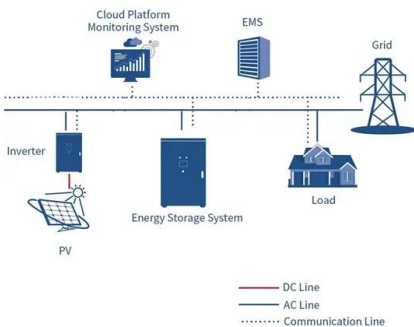 Cloud Platform
Monitoring System
EMS
Grid
Inverter
Energy Storage System
Load
PV
DC Line
AC Line
Communication Line